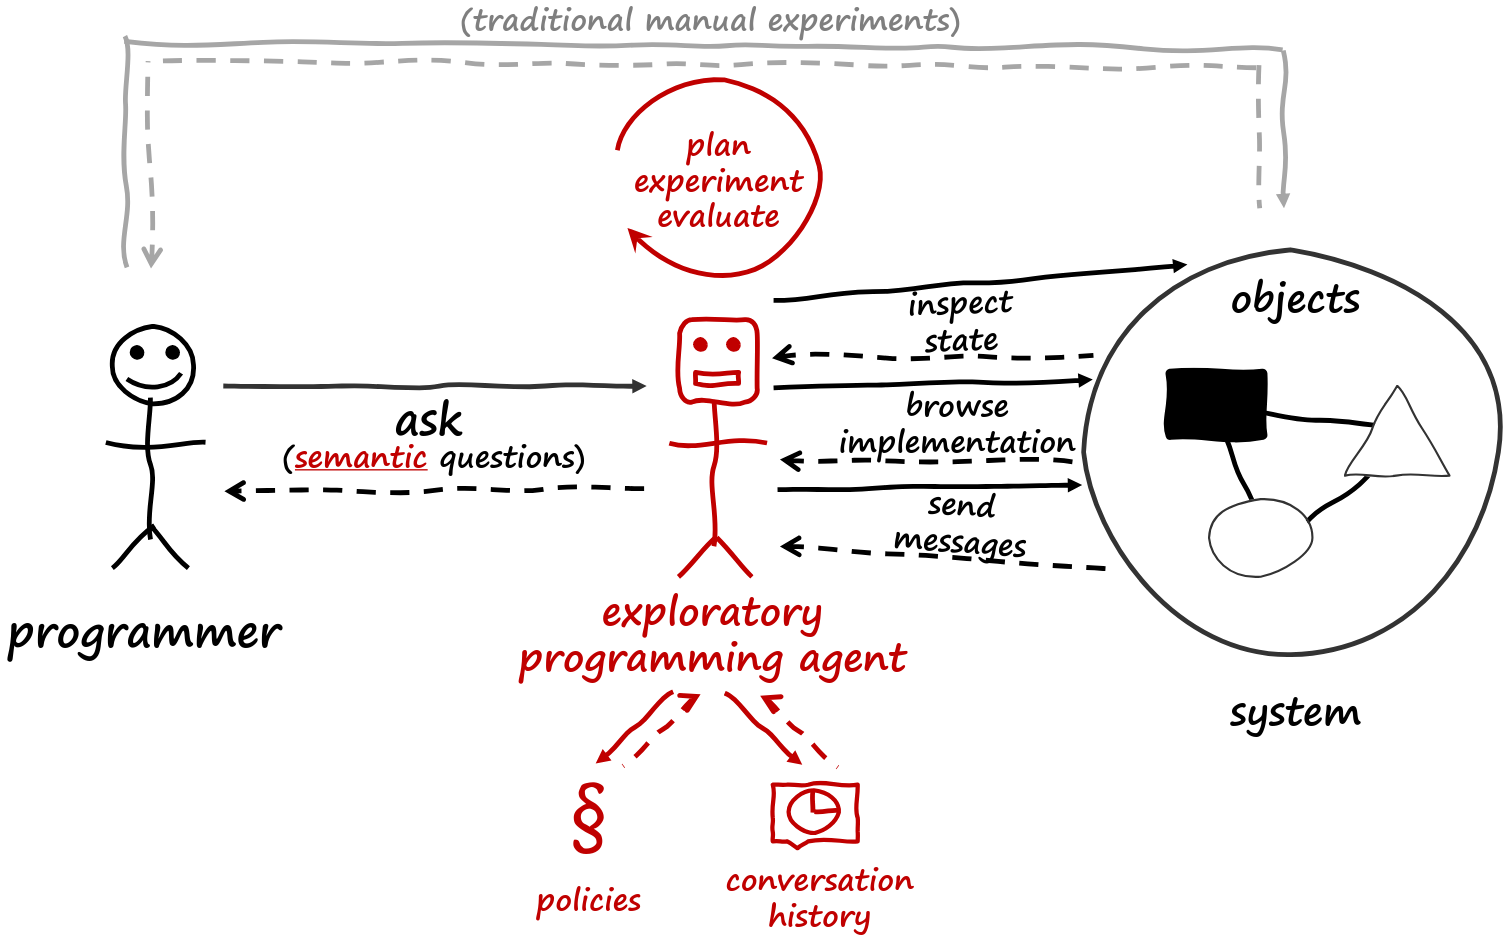 (traditional manual experiments)
plan
experiment
evaluate
inspect
state
browse
implementation
send
messages
objects
ask
(semantic questions)
programmer
exploratory
programming agent
system
§
policies
conversation
history